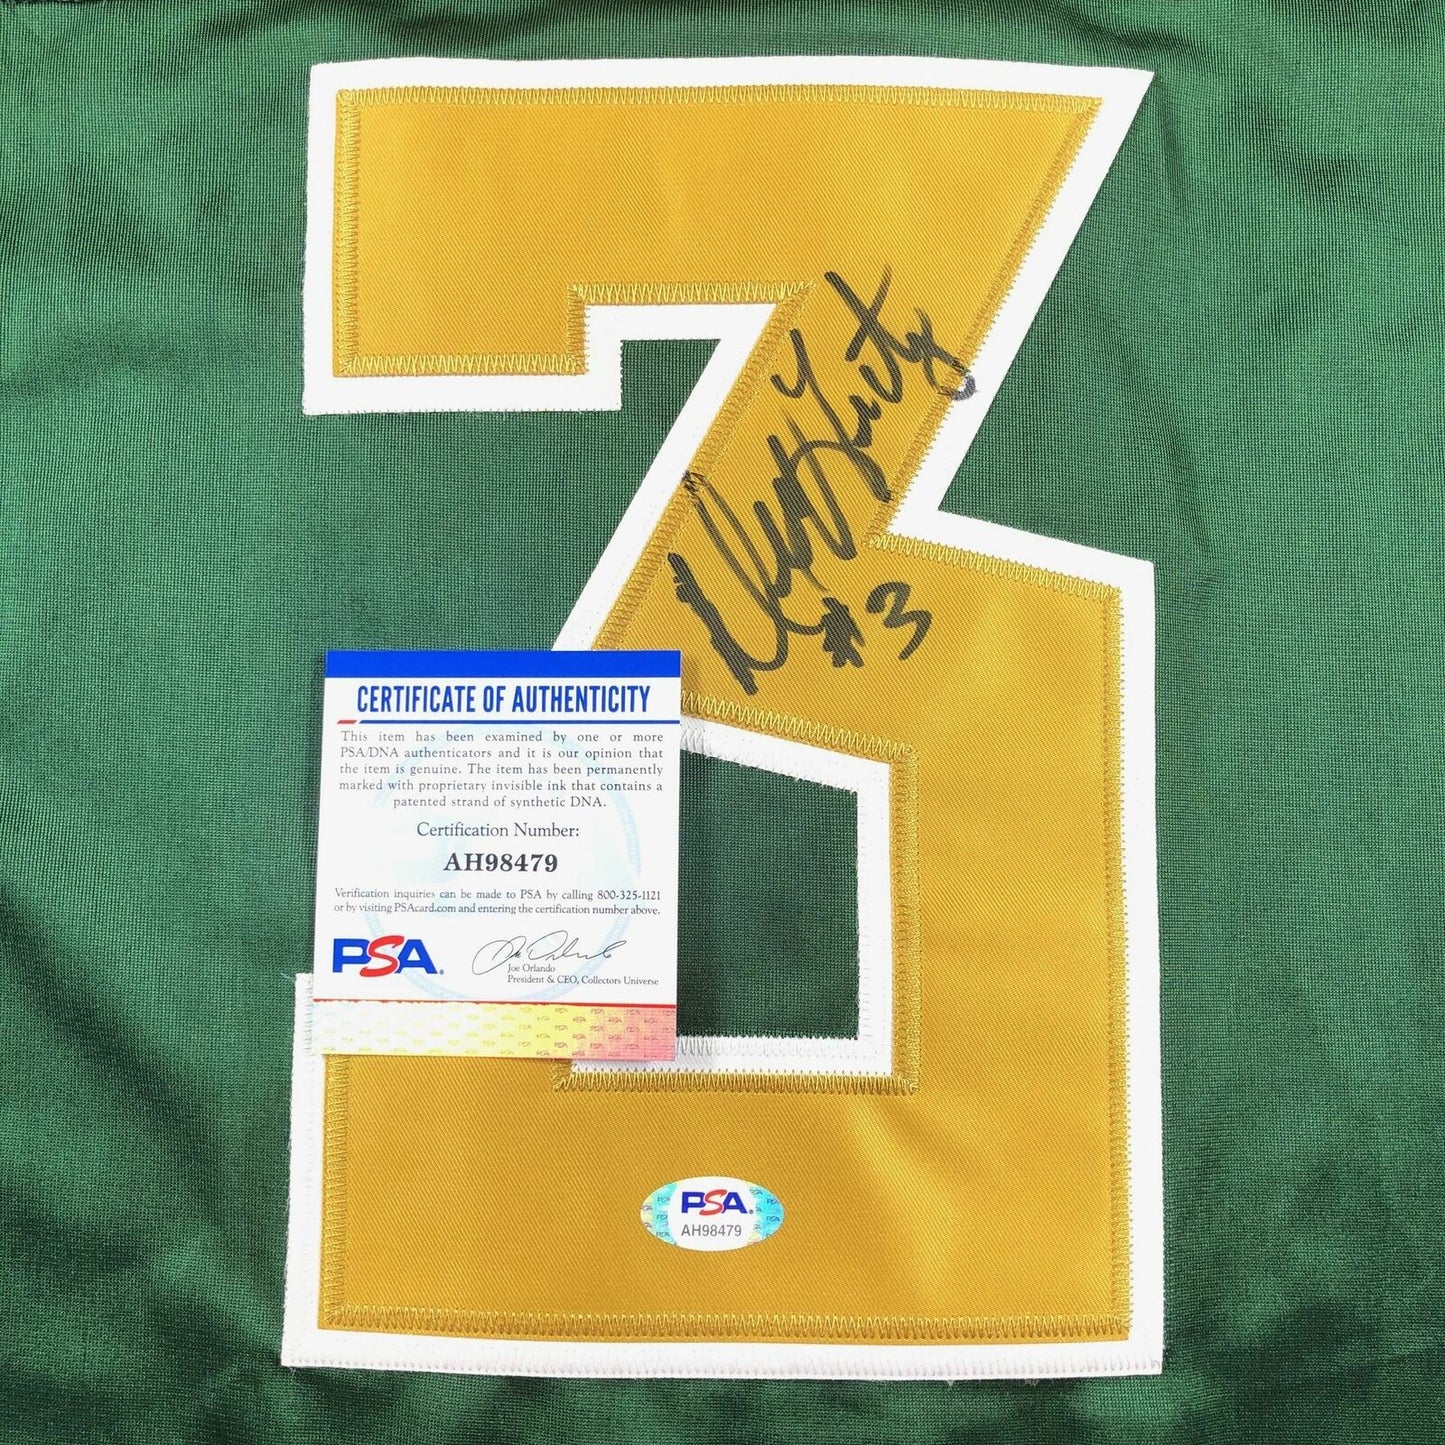 3
#3
CERTIFICATE OF AUTHENTICITY
This item has been examined by one or more
PSA/DNA authenticators and it is our opinion that
the item is genuine. The item has been permanently
marked with proprietary invisible ink that contains a
patented strand of synthetic DNA.
Certification Number:
AH98479
Verification inquiries can be made to PSA by calling 800-325-1121
or by visiting PSAcard.com and entering the certification number above.
PSA.
Joe Orlando
President & CEO, Collectors Universe
PSA.
AH98479